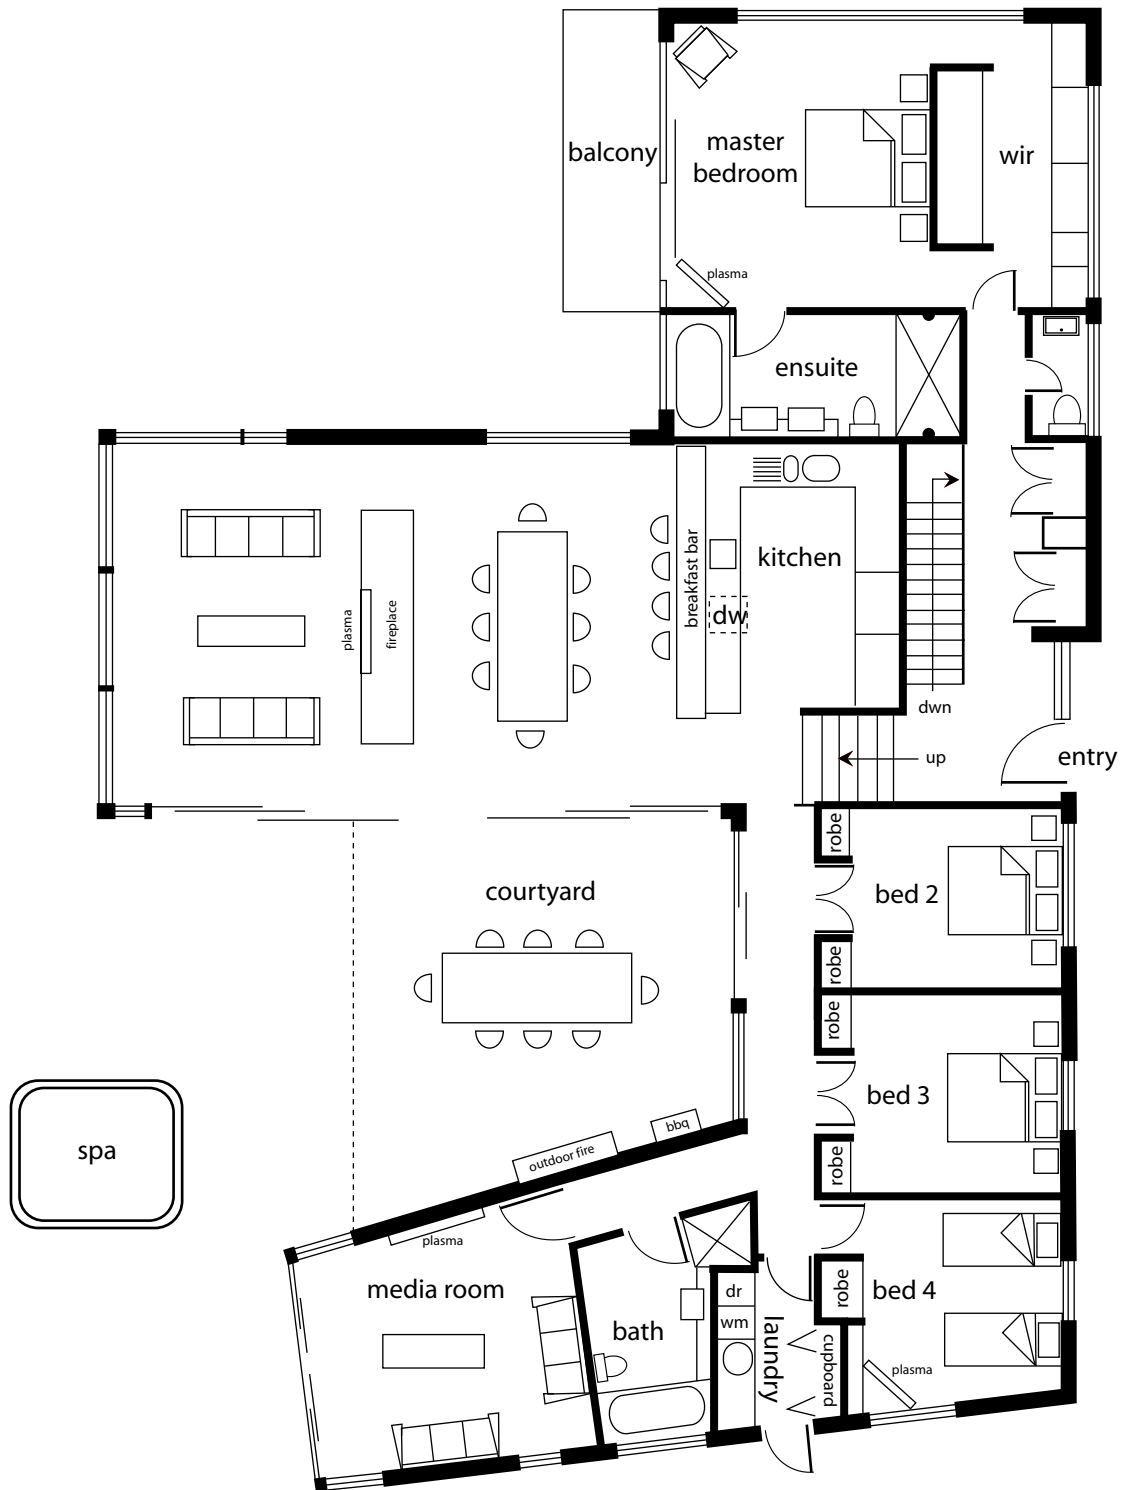 balcony
master
bedroom
wir
plasma
ensuite
breakfast bar
kitchen
dw
plasma
fireplace
dwn
up
entry
robe
courtyard
bed 2
robe
robe
bed 3
bbq
outdoor fire
spa
robe
plasma
media room
bath
dr
wm
laundry
robe
bed 4
cupboard
plasma